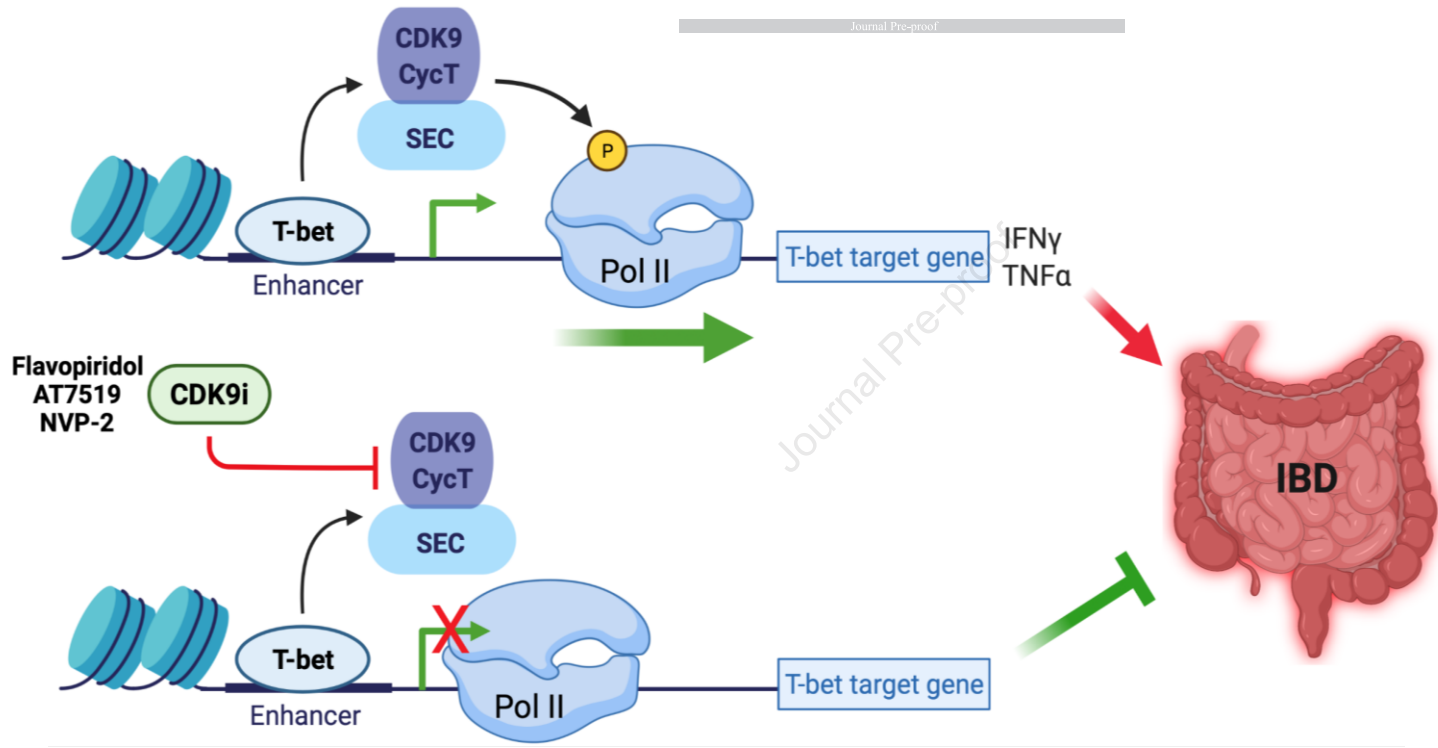 Journal Pre-proof
CDK9
CycT
SEC
P
T-bet
Enhancer
Pol II
T-bet target gene
IFNγ
TNFα
Journal Pre-proof
Flavopiridol
AT7519
NVP-2
CDK9i
CDK9
CycT
SEC
IBD
T-bet
Enhancer
X
Pol II
T-bet target gene